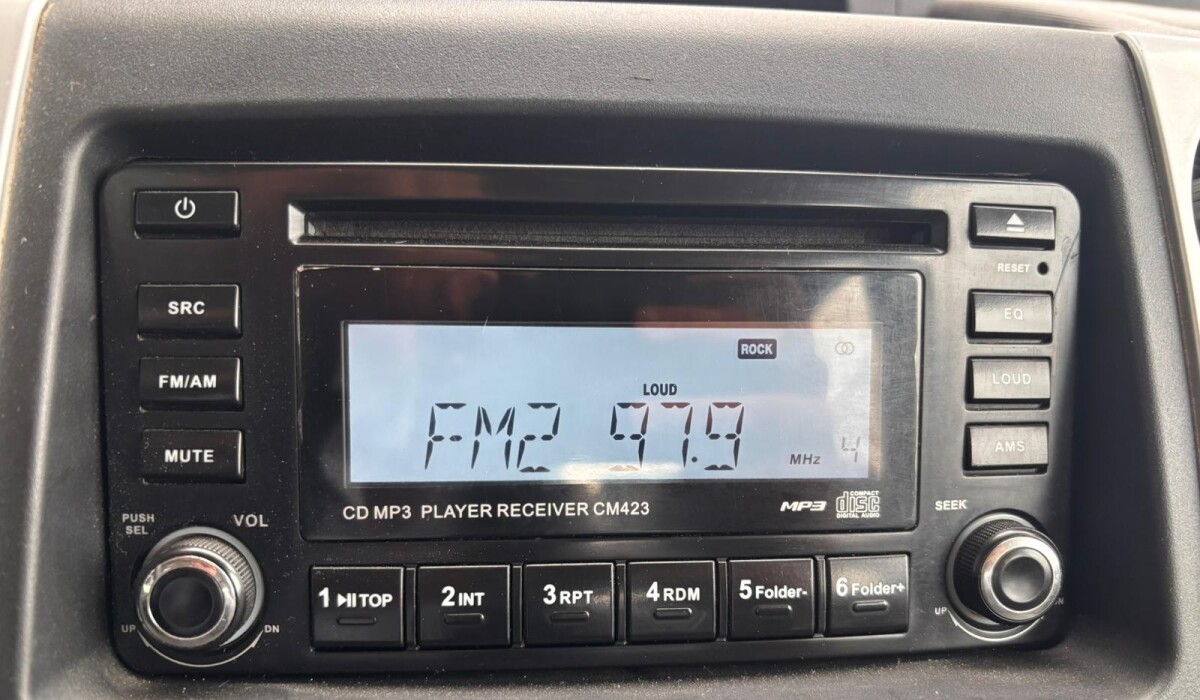 SRC
FM/AM
MUTE
PUSH
SEL
VOL
UP
DN
ROCK
LOUD
FM2 97.9
MHz 4
CD MP3 PLAYER RECEIVER CM423
MP3
COMPACT
disc
DIGITAL AUDIO
1 TOP
2 INT
3 RPT
4 RDM
5 Folder-
6 Folder+
RESET
EQ
LOUD
AMS
SEEK
UP
DN